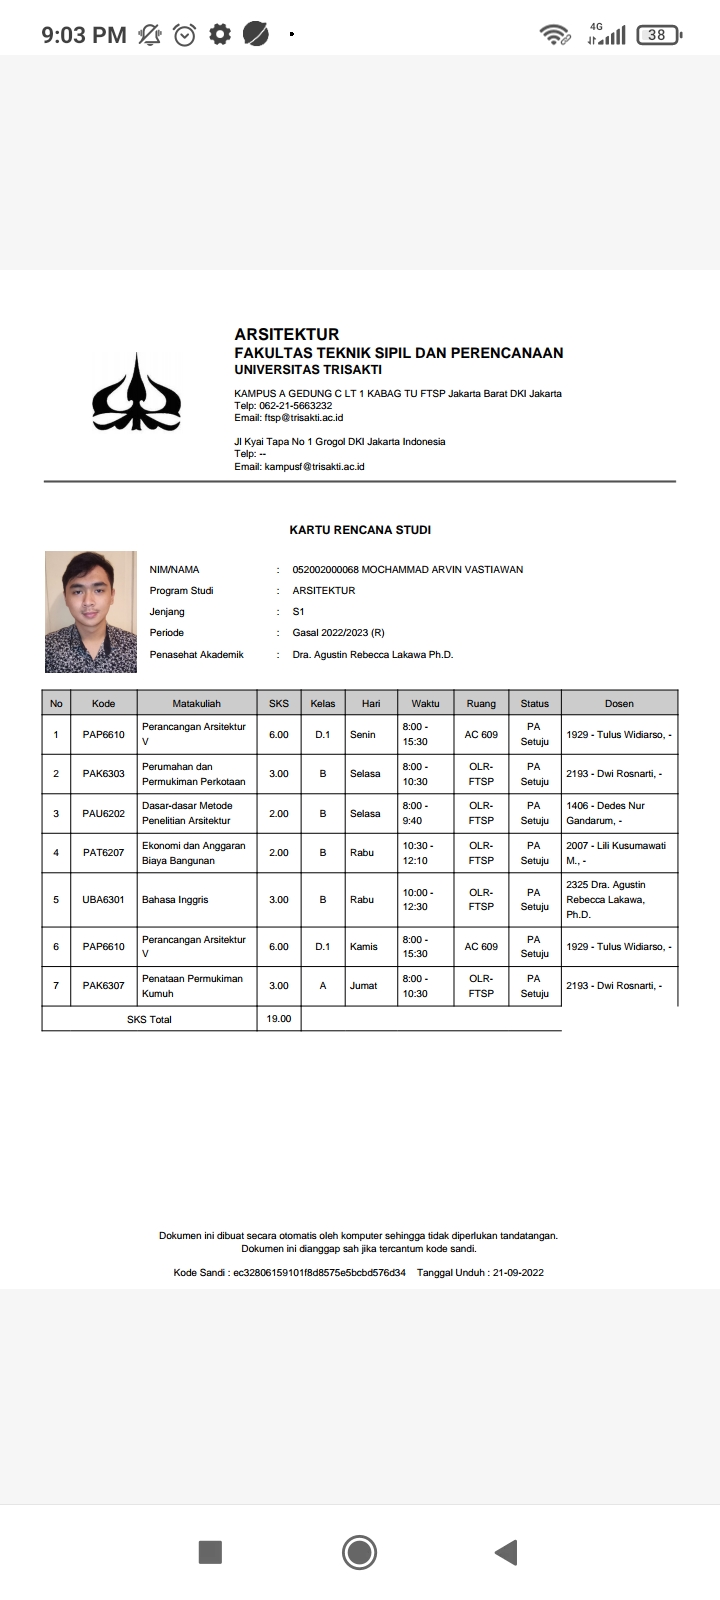 9:03 PM
4G
38
ARSITEKTUR
FAKULTAS TEKNIK SIPIL DAN PERENCANAAN
UNIVERSITAS TRISAKTI
KAMPUS A GEDUNG C LT 1 KABAG TU FTSP Jakarta Barat DKI Jakarta
Telp: 062-21-5663232
Email: ftsp@trisakti.ac.id
Jl Kyai Tapa No 1 Grogol DKI Jakarta Indonesia
Telp: --
Email: kampusf@trisakti.ac.id
KARTU RENCANA STUDI
NIM/NAMA : 052002000068 MOCHAMMAD ARVIN VASTIAWAN
Program Studi : ARSITEKTUR
Jenjang : S1
Periode : Gasal 2022/2023 (R)
Penasehat Akademik : Dra. Agustin Rebecca Lakawa Ph.D.
No Kode Matakuliah SKS Kelas Hari Waktu Ruang Status Dosen
1 PAP6610 Perancangan Arsitektur V 6.00 D.1 Senin 8:00 - 15:30 AC 609 PA Setuju 1929 - Tulus Widiarso, -
2 PAK6303 Perumahan dan Permukiman Perkotaan 3.00 B Selasa 8:00 - 10:30 OLR-FTSP PA Setuju 2193 - Dwi Rosnarti, -
3 PAU6202 Dasar-dasar Metode Penelitian Arsitektur 2.00 B Selasa 8:00 - 9:40 OLR-FTSP PA Setuju 1406 - Dedes Nur Gandarum, -
4 PAT6207 Ekonomi dan Anggaran Biaya Bangunan 2.00 B Rabu 10:30 - 12:10 OLR-FTSP PA Setuju 2007 - Lili Kusumawati M., -
5 UBA6301 Bahasa Inggris 3.00 B Rabu 10:00 - 12:30 OLR-FTSP PA Setuju 2325 Dra. Agustin Rebecca Lakawa, Ph.D.
6 PAP6610 Perancangan Arsitektur V 6.00 D.1 Kamis 8:00 - 15:30 AC 609 PA Setuju 1929 - Tulus Widiarso, -
7 PAK6307 Penataan Permukiman Kumuh 3.00 A Jumat 8:00 - 10:30 OLR-FTSP PA Setuju 2193 - Dwi Rosnarti, -
SKS Total 19.00
Dokumen ini dibuat secara otomatis oleh komputer sehingga tidak diperlukan tandatangan.
Dokumen ini dianggap sah jika tercantum kode sandi.
Kode Sandi : ec32806159101f8d8575e5bcbd576d34 Tanggal Unduh : 21-09-2022